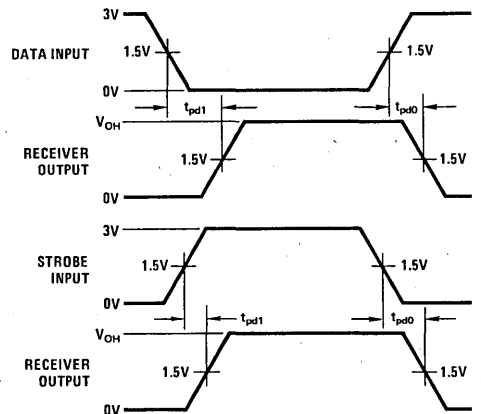 3V
DATA INPUT
1.5V
1.5V
0V
tpd1
tpd0
VOH
RECEIVER
OUTPUT
1.5V
1.5V
0V
3V
STROBE
INPUT
1.5V
1.5V
0V
tpd1
tpd0
VOH
RECEIVER
OUTPUT
1.5V
1.5V
0V